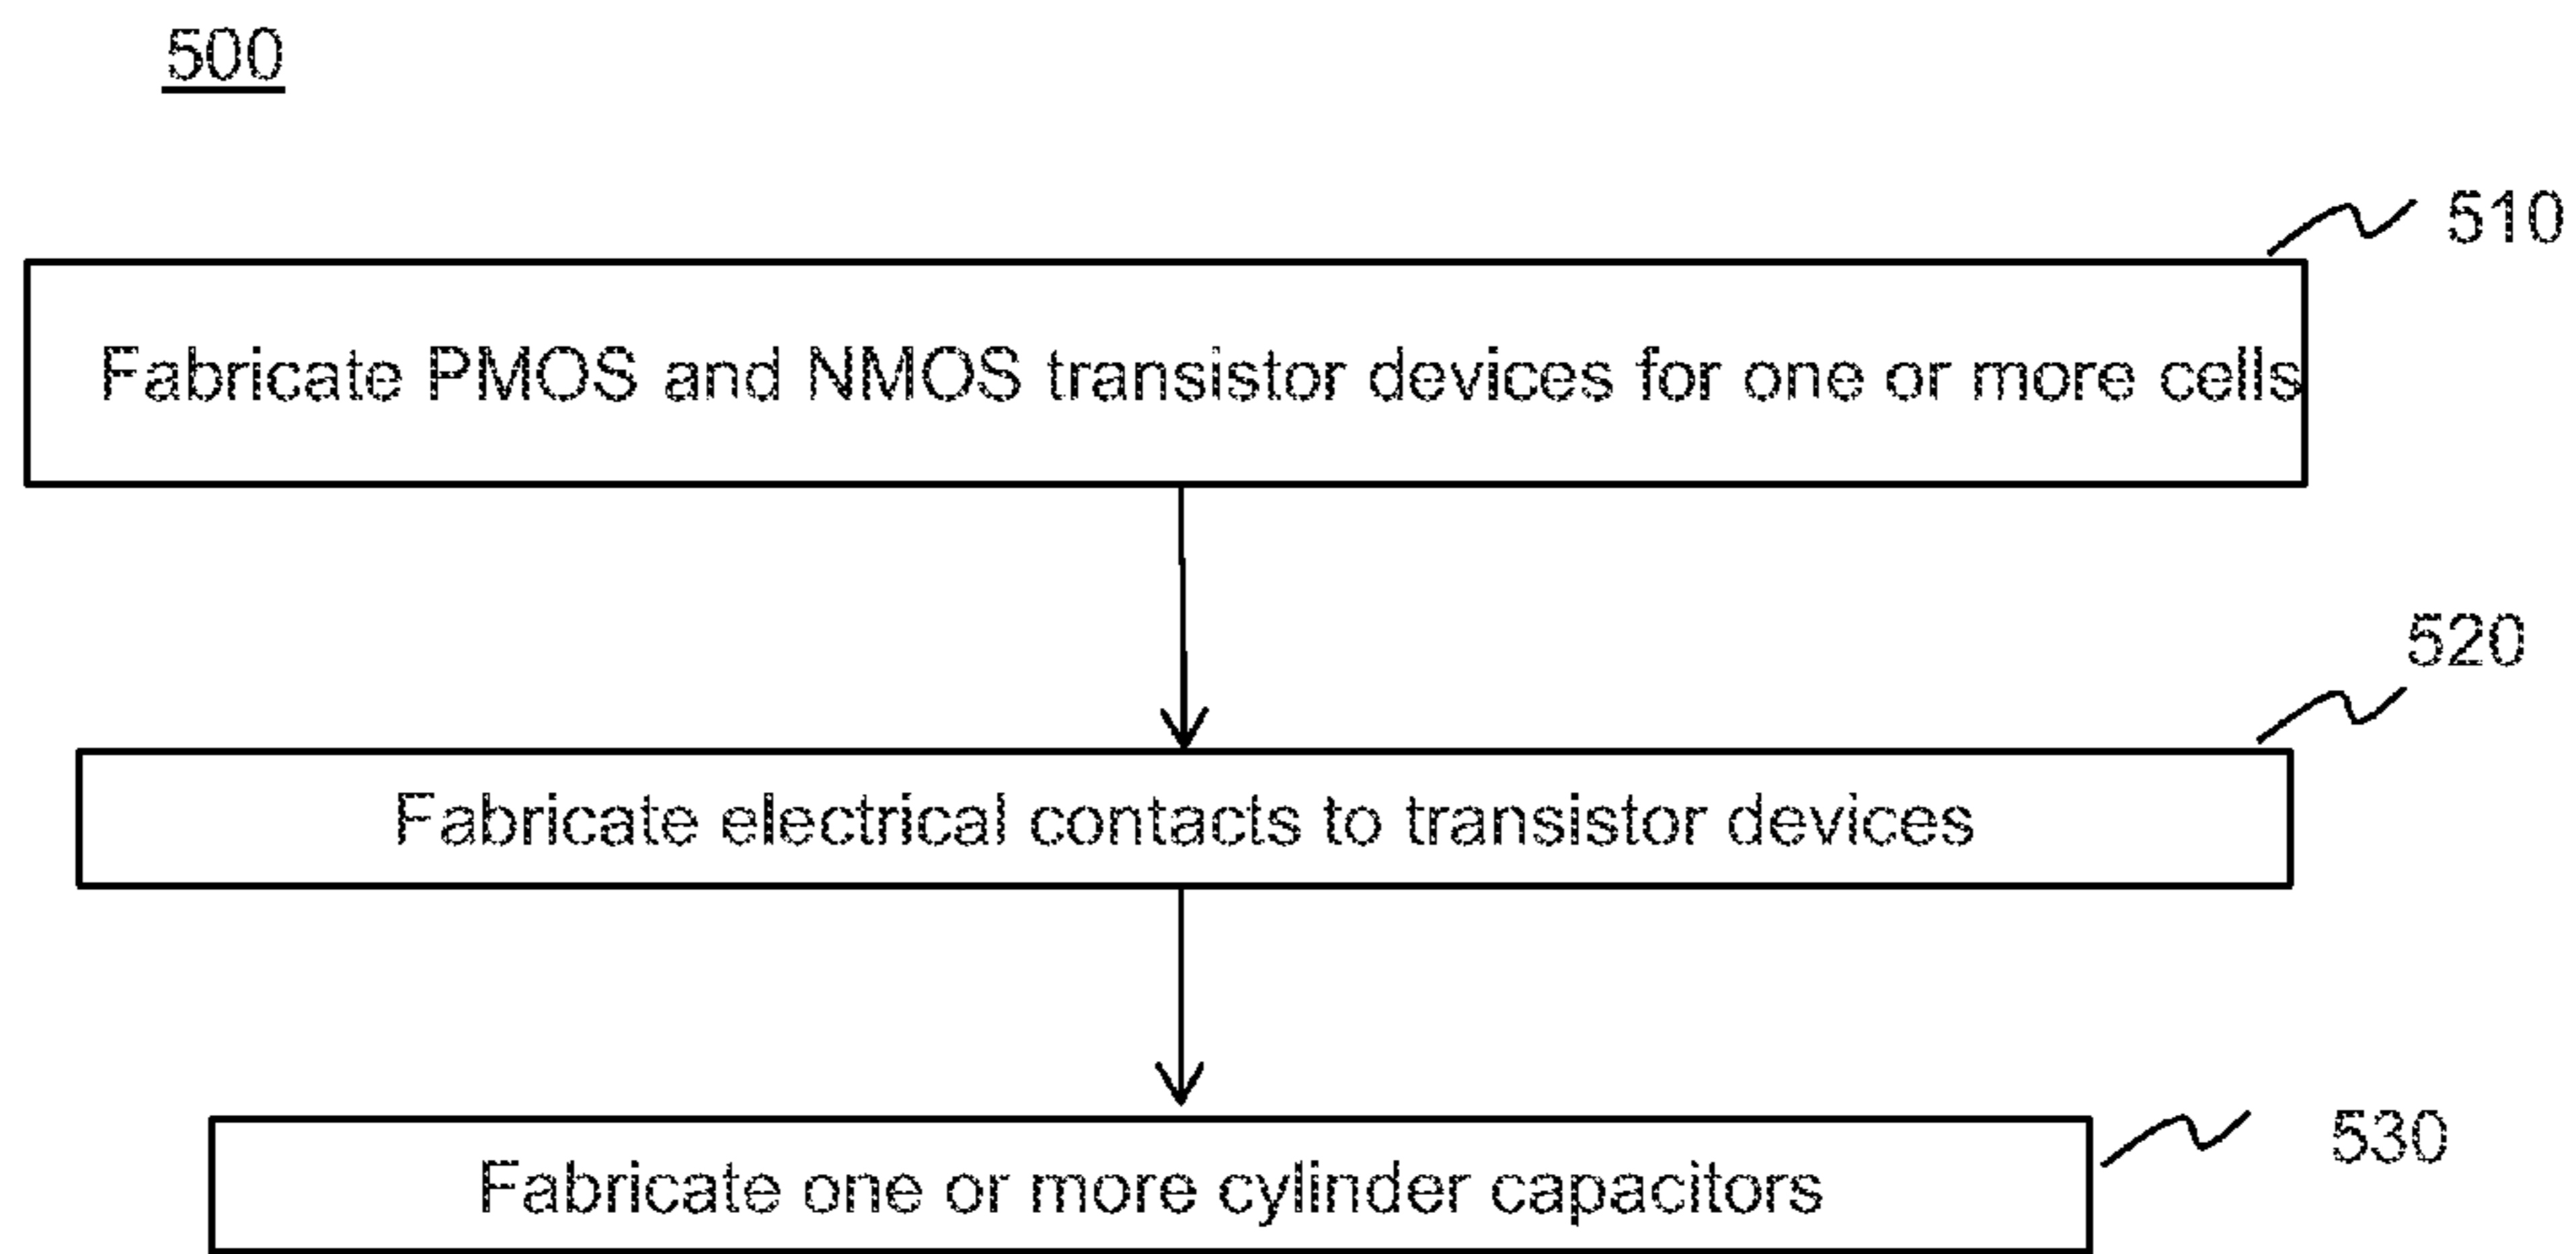 500
510
Fabricate PMOS and NMOS transistor devices for one or more cells
520
Fabricate electrical contacts to transistor devices
530
Fabricate one or more cylinder capacitors